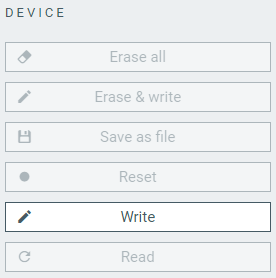 DEVICE
Erase all
Erase & write
Save as file
Reset
Write
Read